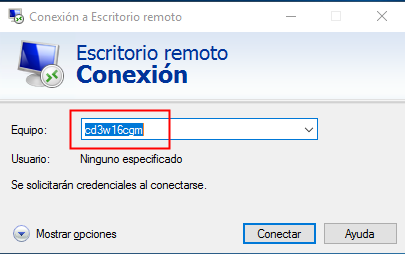 Conexión a Escritorio remoto
Escritorio remoto
Conexión
Equipo: cd3w16cgm
Usuario: Ninguno especificado
Se solicitarán credenciales al conectarse.
Mostrar opciones Conectar Ayuda